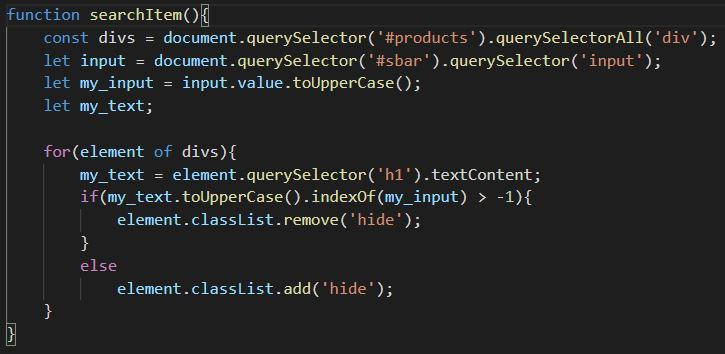 function searchItem(){
    const divs = document.querySelector('#products').querySelectorAll('div');
    let input = document.querySelector('#sbar').querySelector('input');
    let my_input = input.value.toUpperCase();
    let my_text;

    for(element of divs){
        my_text = element.querySelector('h1').textContent;
        if(my_text.toUpperCase().indexOf(my_input) > -1){
            element.classList.remove('hide');
        }
        else
            element.classList.add('hide');
    }
}